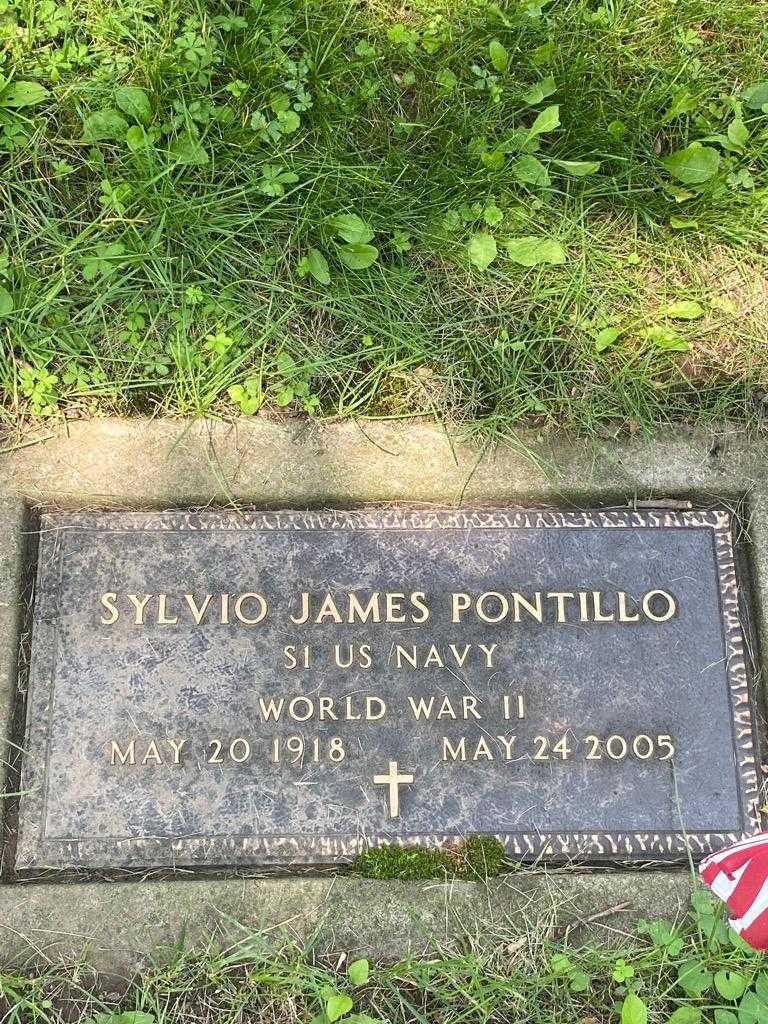 SYLVIO JAMES PONTILLO
S1 US NAVY
WORLD WAR II
MAY 20 1918 MAY 24 2005